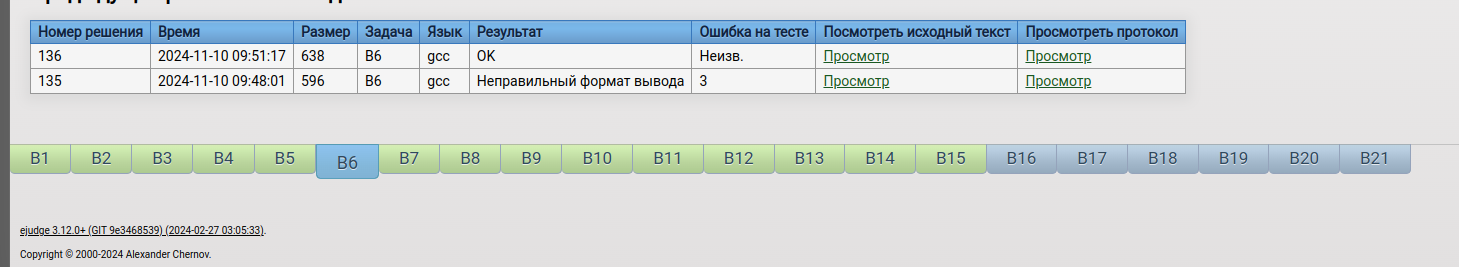 Номер решения Время Размер Задача Язык Результат Ошибка на тесте Посмотреть исходный текст Просмотреть протокол
136 2024-11-10 09:51:17 638 B6 gcc OK Неизв. Просмотр Просмотр
135 2024-11-10 09:48:01 596 B6 gcc Неправильный формат вывода 3 Просмотр Просмотр
B1 B2 B3 B4 B5 B6 B7 B8 B9 B10 B11 B12 B13 B14 B15 B16 B17 B18 B19 B20 B21
ejudge 3.12.0+ (GIT 9e3468539) (2024-02-27 03:05:33).
Copyright © 2000-2024 Alexander Chernov.